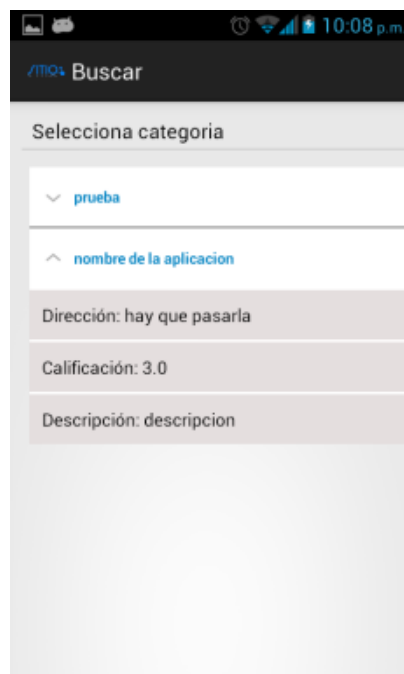 10:08 p.m
Buscar
Selecciona categoria
prueba
nombre de la aplicacion
Dirección: hay que pasarla
Calificación: 3.0
Descripción: descripcion